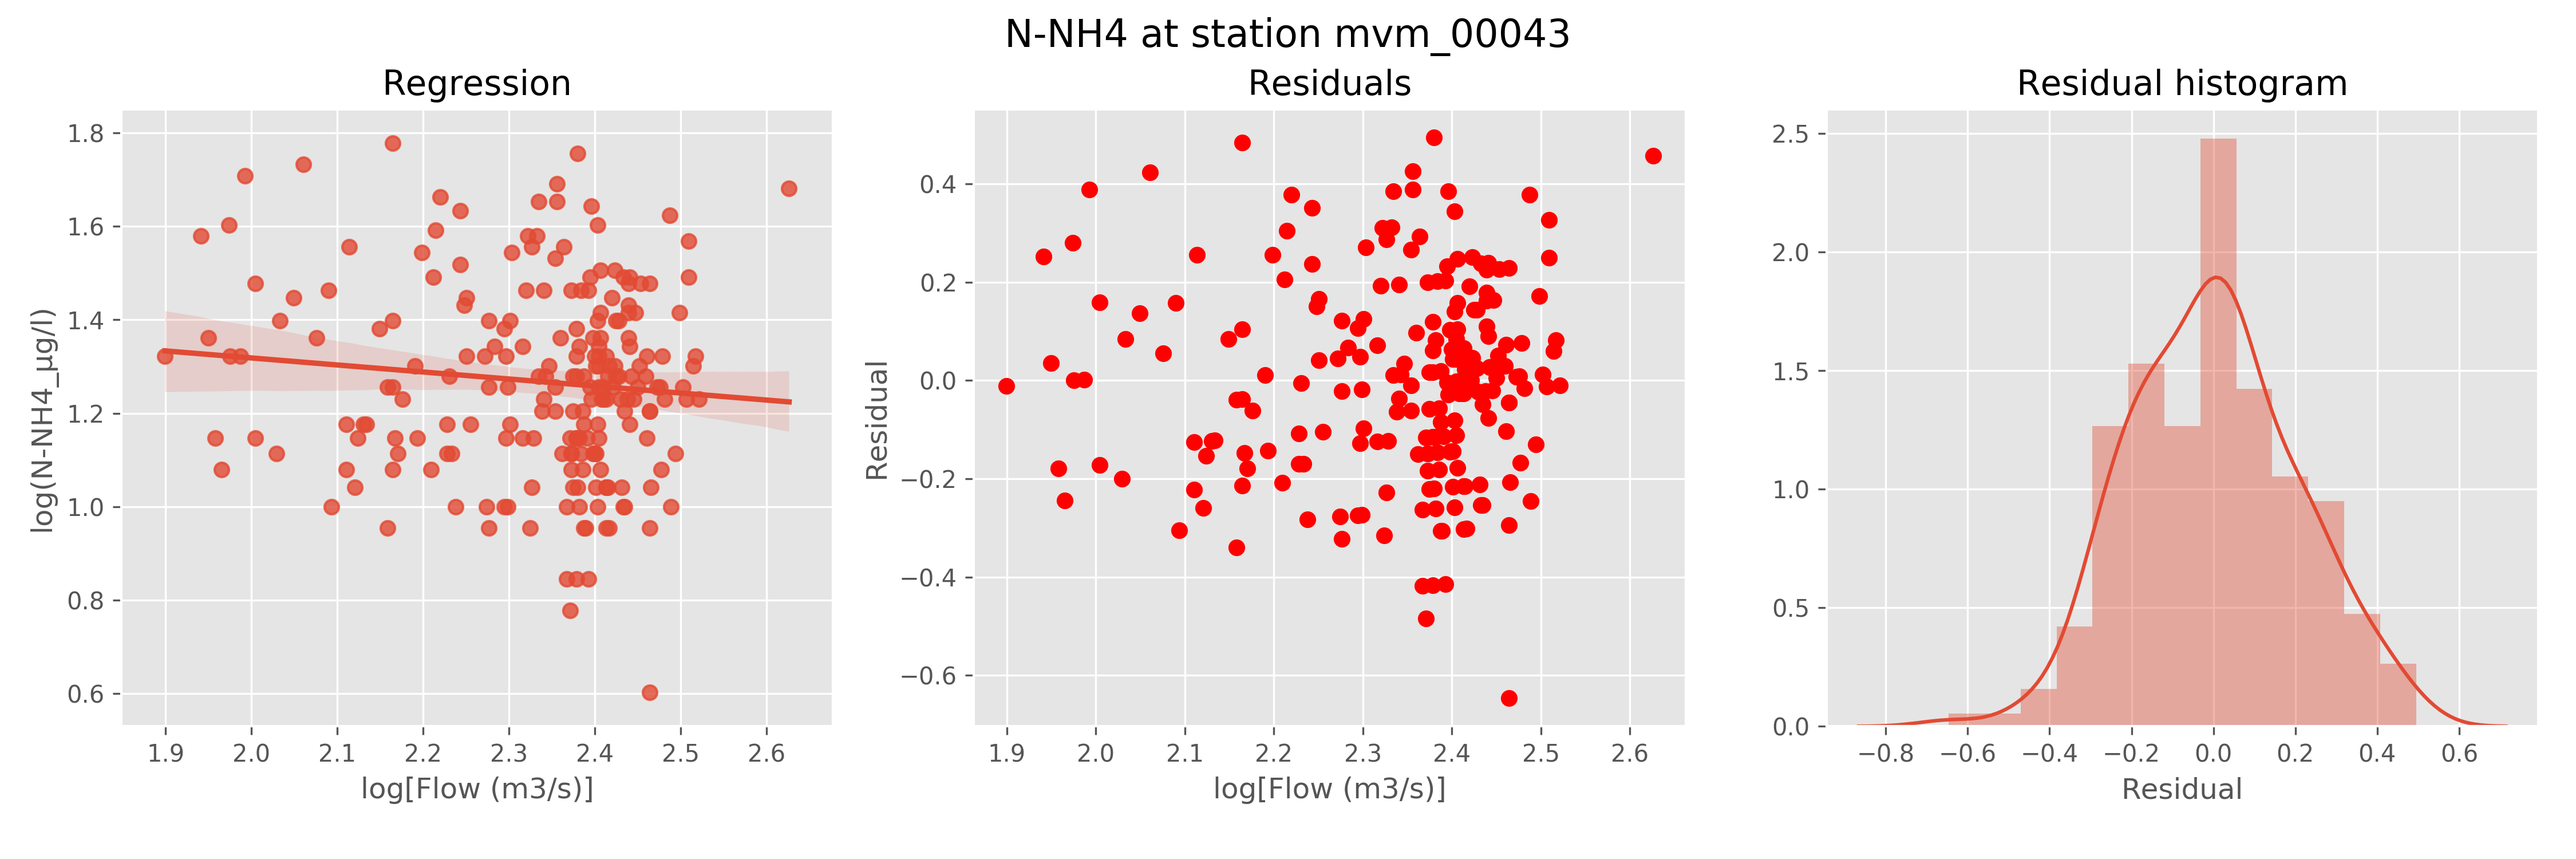 N-NH4 at station mvm_00043
Regression
1.8
1.6
1.4
1.2
1.0
0.8
0.6
log(N-NH4_µg/l)
1.9 2.0 2.1 2.2 2.3 2.4 2.5 2.6
log[Flow (m3/s)]
Residuals
0.4
0.2
0.0
−0.2
−0.4
−0.6
Residual
1.9 2.0 2.1 2.2 2.3 2.4 2.5 2.6
log[Flow (m3/s)]
Residual histogram
2.5
2.0
1.5
1.0
0.5
0.0
−0.8 −0.6 −0.4 −0.2 0.0 0.2 0.4 0.6
Residual